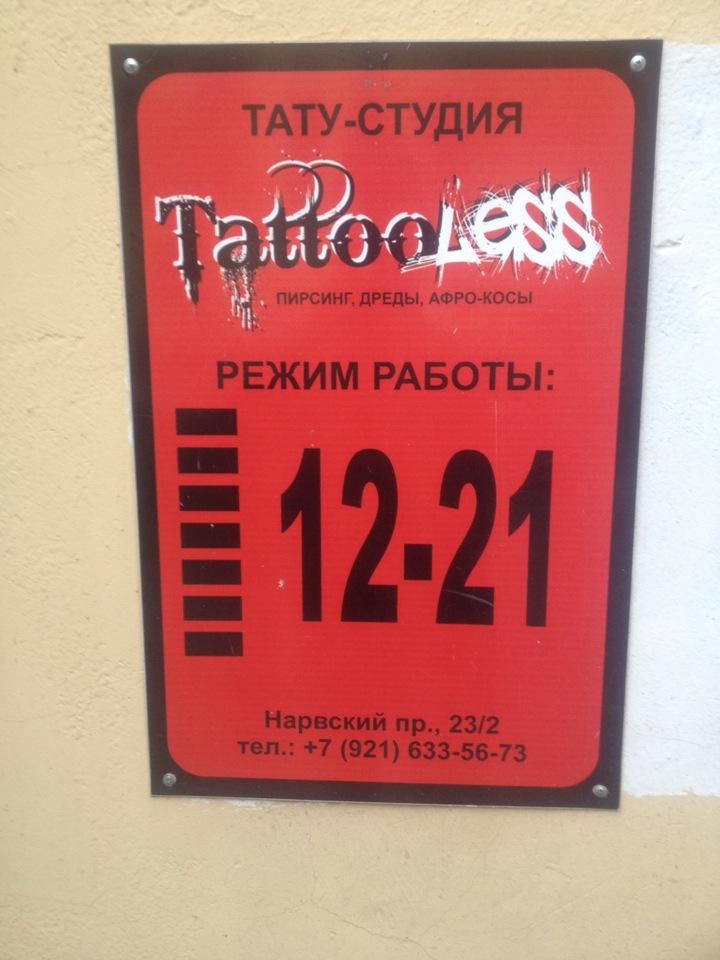 ТАТУ-СТУДИЯ
TattooLESS
ПИРСИНГ, ДРЕДЫ, АФРО-КОСЫ
РЕЖИМ РАБОТЫ:
12-21
Нарвский пр., 23/2
тел.: +7 (921) 633-56-73